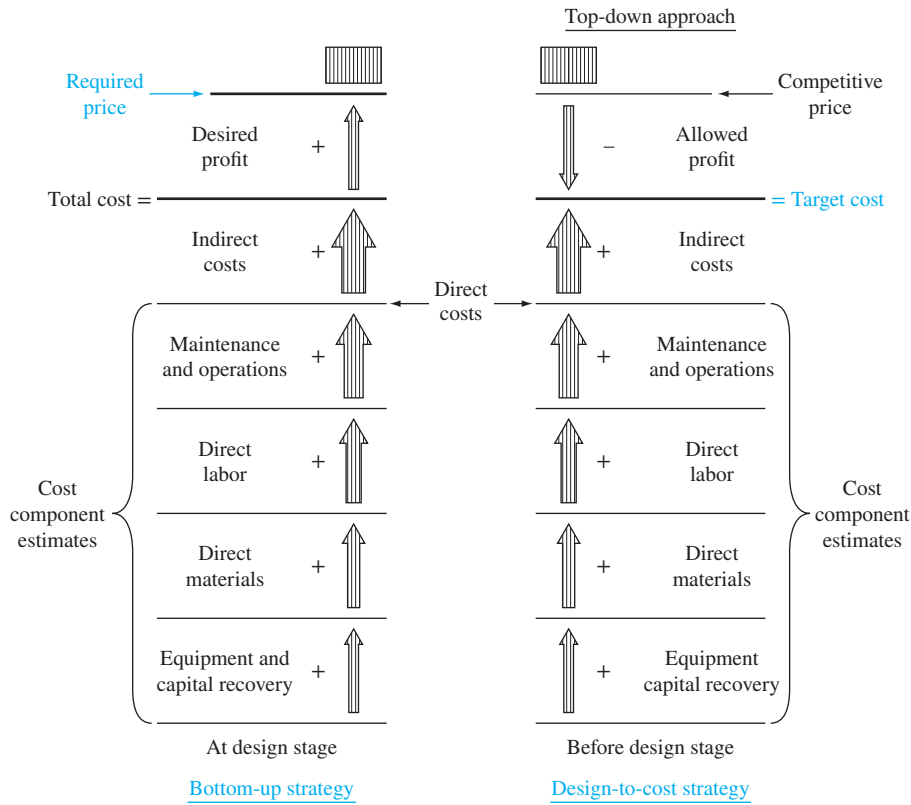 Top-down approach
Required
price
Competitive
price
Desired
profit
+
–
Allowed
profit
Total cost =
= Target cost
Indirect
costs
+
+
Indirect
costs
Direct
costs
Maintenance
and operations
+
+
Maintenance
and operations
Direct
labor
+
+
Direct
labor
Cost
component
estimates
Cost
component
estimates
Direct
materials
+
+
Direct
materials
Equipment and
capital recovery
+
+
Equipment
capital recovery
At design stage
Before design stage
Bottom-up strategy
Design-to-cost strategy